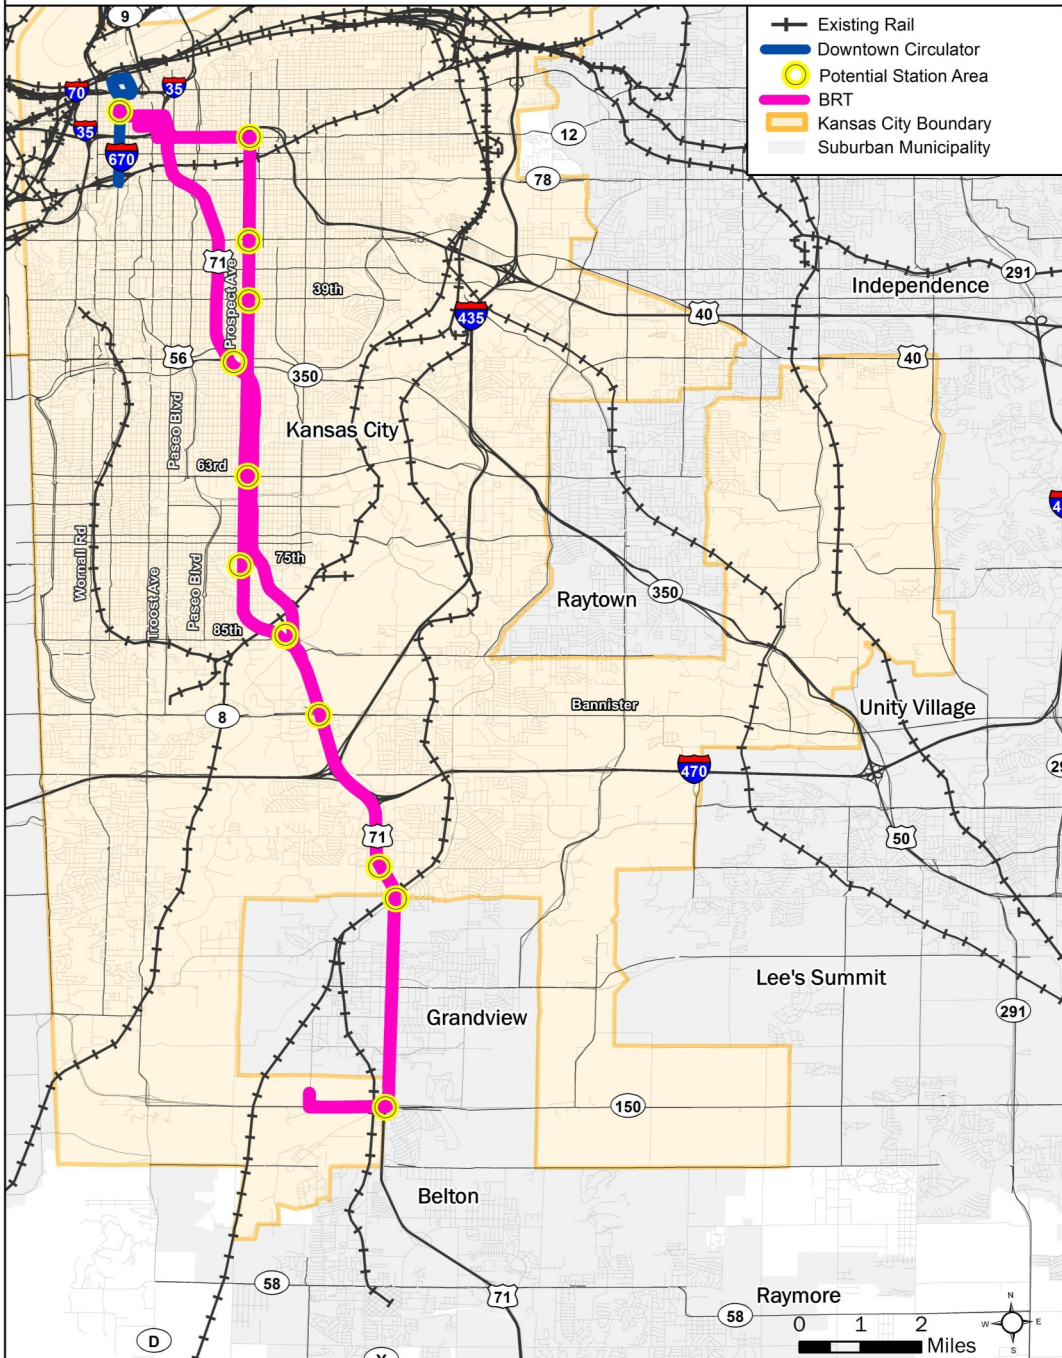 Existing Rail
Downtown Circulator
Potential Station Area
BRT
Kansas City Boundary
Suburban Municipality
9
70
35
35
670
12
78
71
Prospect Ave
39th
435
40
291
Independence
56
350
40
Paseo Blvd
Kansas City
63rd
Wornall Rd
Troost Ave
Paseo Blvd
75th
85th
Raytown
350
8
Bannister
Unity Village
470
71
50
Lee's Summit
291
Grandview
150
Belton
58
71
Raymore
58
D
N
W
E
S
0 1 2
Miles